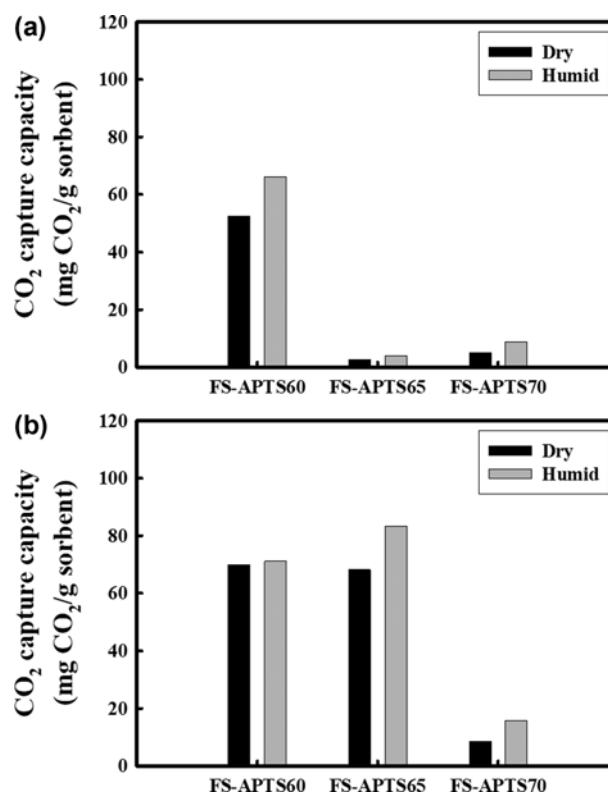 (a)
120
100
80
60
40
20
0
CO₂ capture capacity
(mg CO₂/g sorbent)
Dry
Humid
FS-APTS60 FS-APTS65 FS-APTS70
(b)
120
100
80
60
40
20
0
CO₂ capture capacity
(mg CO₂/g sorbent)
Dry
Humid
FS-APTS60 FS-APTS65 FS-APTS70